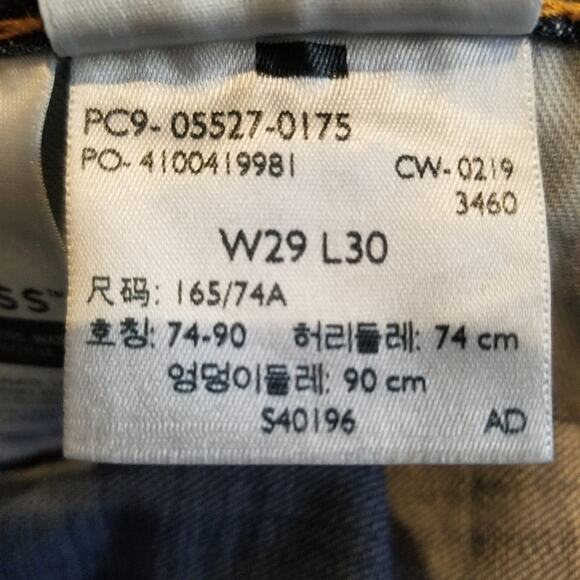 PC9- 05527-0175
PO- 4100419981 CW- 0219
3460
W29 L30
尺码: 165/74A
호칭: 74-90 허리둘레: 74 cm
엉덩이둘레: 90 cm
S40196 AD
SS™